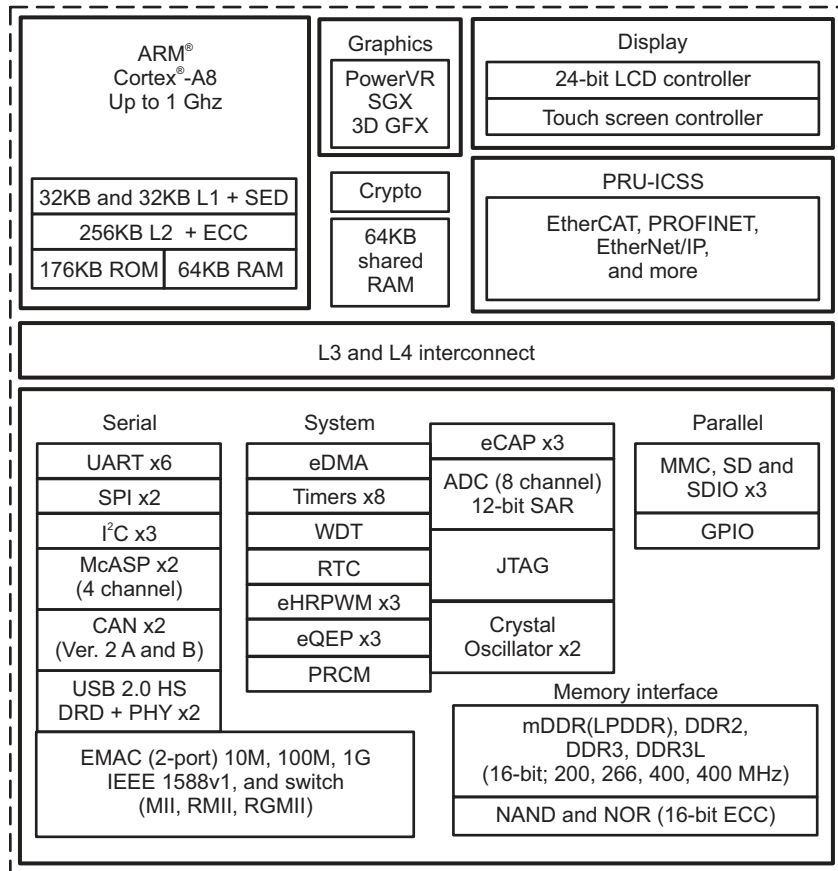 ARM®
Cortex®-A8
Up to 1 Ghz
32KB and 32KB L1 + SED
256KB L2 + ECC
176KB ROM
64KB RAM
Graphics
PowerVR
SGX
3D GFX
Crypto
64KB
shared
RAM
Display
24-bit LCD controller
Touch screen controller
PRU-ICSS
EtherCAT, PROFINET,
EtherNet/IP,
and more
L3 and L4 interconnect
Serial
UART x6
SPI x2
I²C x3
McASP x2
(4 channel)
CAN x2
(Ver. 2 A and B)
USB 2.0 HS
DRD + PHY x2
EMAC (2-port) 10M, 100M, 1G
IEEE 1588v1, and switch
(MII, RMII, RGMII)
System
eDMA
Timers x8
WDT
RTC
eHRPWM x3
eQEP x3
PRCM
eCAP x3
ADC (8 channel)
12-bit SAR
JTAG
Crystal
Oscillator x2
Parallel
MMC, SD and
SDIO x3
GPIO
Memory interface
mDDR(LPDDR), DDR2,
DDR3, DDR3L
(16-bit; 200, 266, 400, 400 MHz)
NAND and NOR (16-bit ECC)